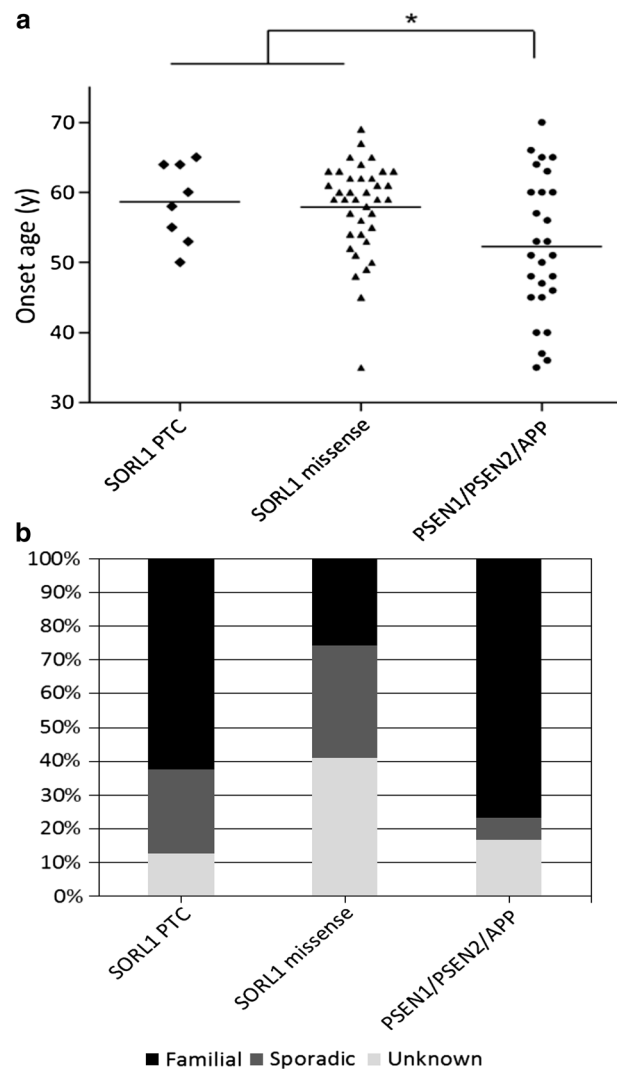 a
*
Onset age (y)
70
60
50
40
30
SORL1 PTC
SORL1 missense
PSEN1/PSEN2/APP
b
100%
90%
80%
70%
60%
50%
40%
30%
20%
10%
0%
SORL1 PTC
SORL1 missense
PSEN1/PSEN2/APP
Familial Sporadic Unknown